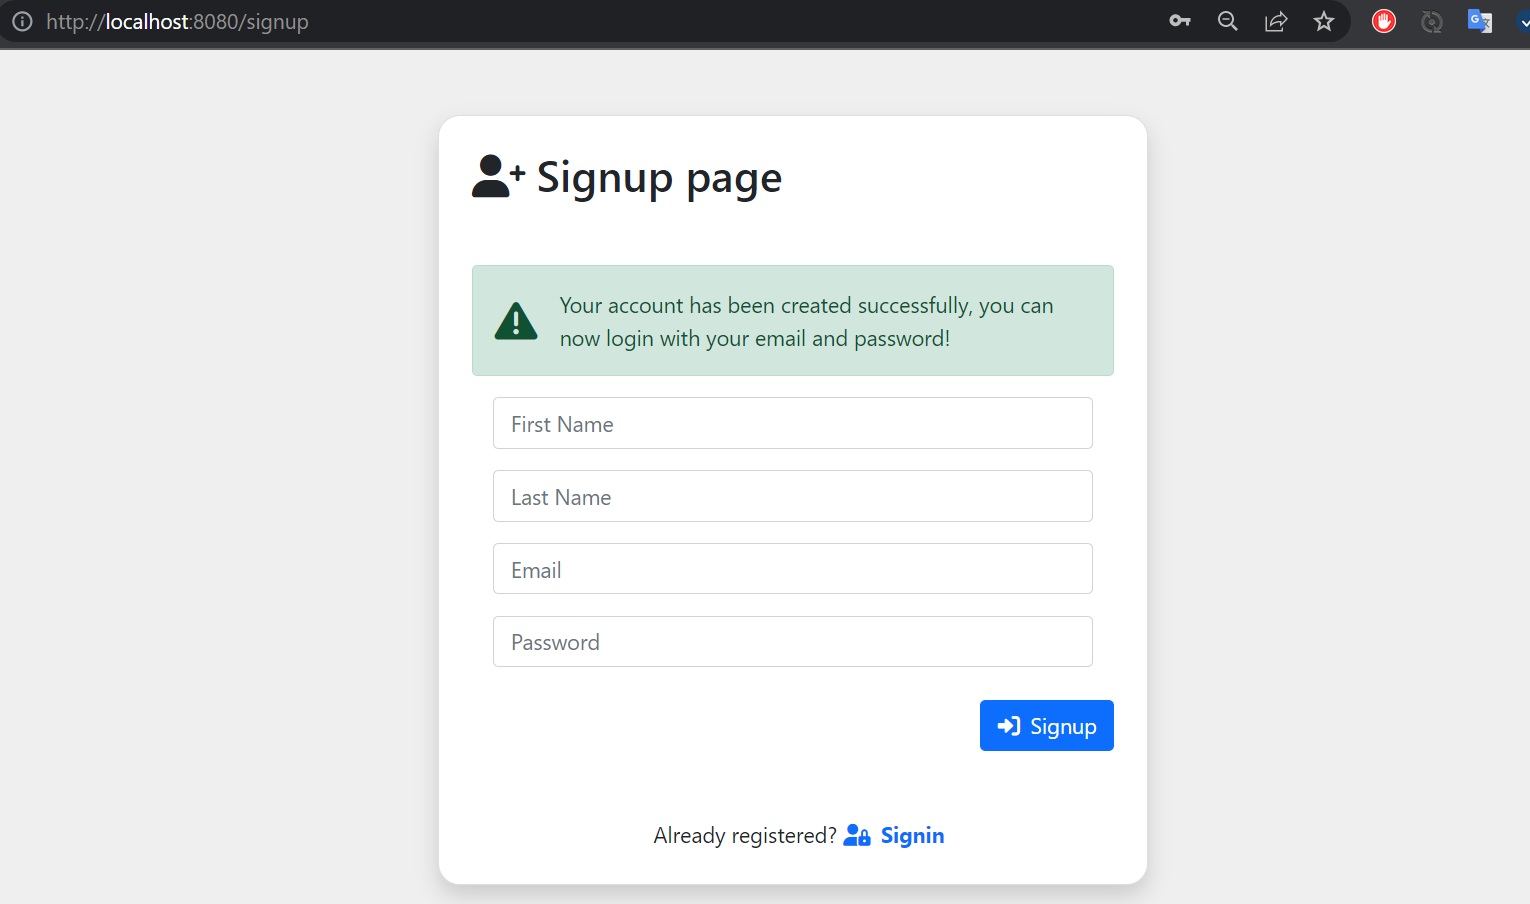 http://localhost:8080/signup
Signup page
Your account has been created successfully, you can
now login with your email and password!
First Name
Last Name
Email
Password
Signup
Already registered? Signin